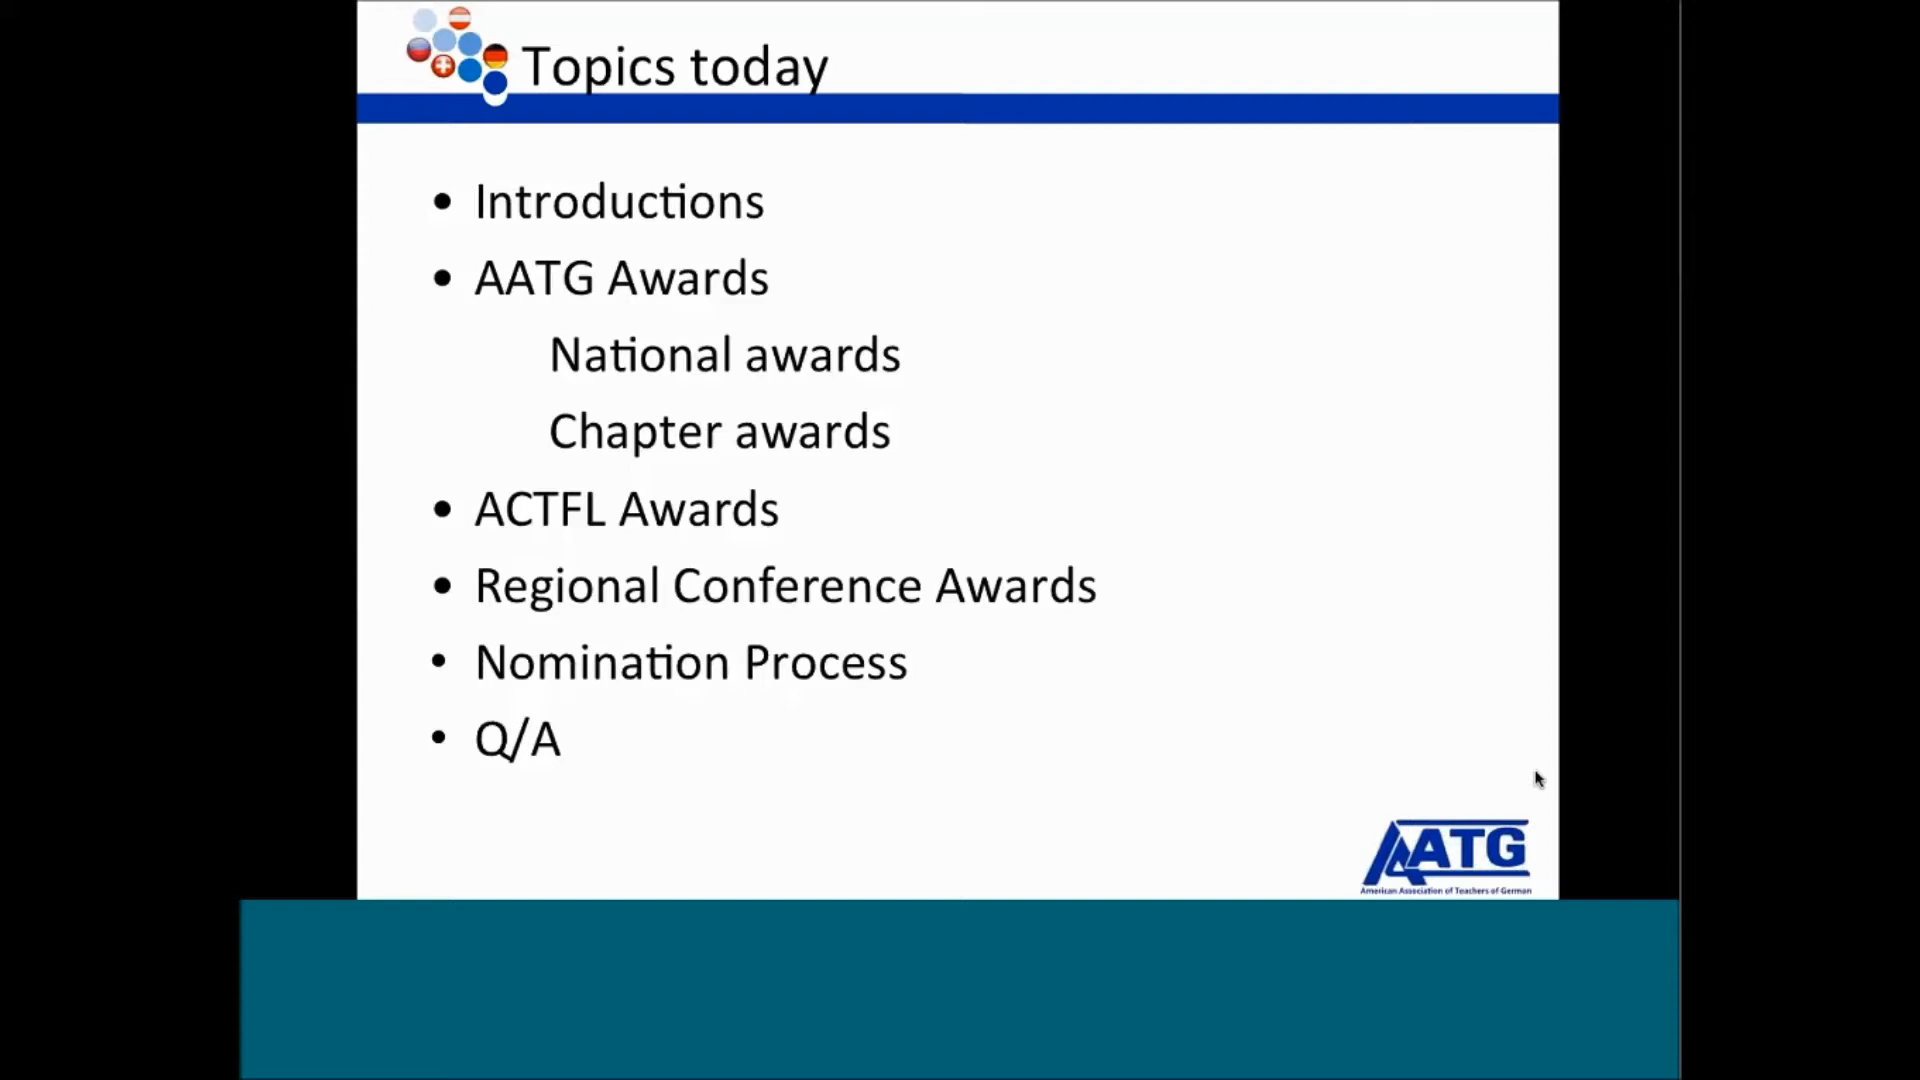 Topics today
• Introductions
• AATG Awards
National awards
Chapter awards
• ACTFL Awards
• Regional Conference Awards
• Nomination Process
• Q/A
AATG
American Association of Teachers of German